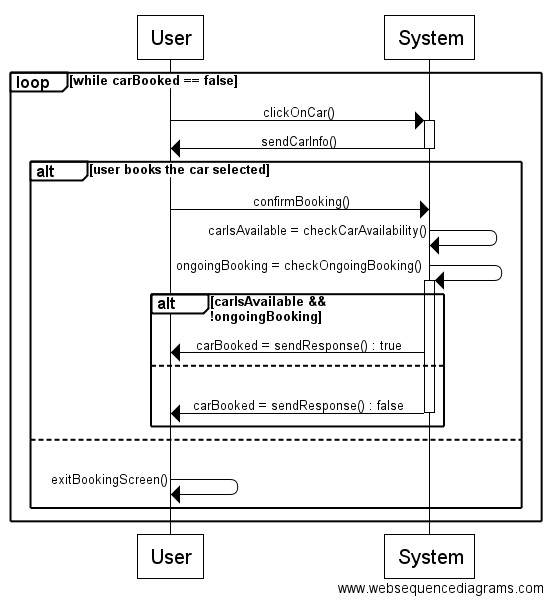 User
System
loop
[while carBooked == false]
clickOnCar()
sendCarInfo()
alt
[user books the car selected]
confirmBooking()
carIsAvailable = checkCarAvailability()
ongoingBooking = checkOngoingBooking()
alt
[carIsAvailable &&
!ongoingBooking]
carBooked = sendResponse() : true
carBooked = sendResponse() : false
exitBookingScreen()
User
System
www.websequencediagrams.com